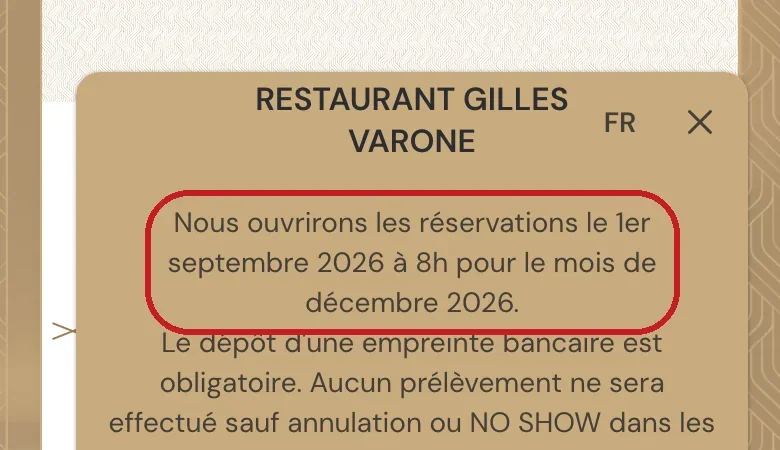 RESTAURANT GILLES
VARONE
FR
Nous ouvrirons les réservations le 1er
septembre 2026 à 8h pour le mois de
décembre 2026.
Le dépôt d'une empreinte bancaire est
obligatoire. Aucun prélèvement ne sera
effectué sauf annulation ou NO SHOW dans les